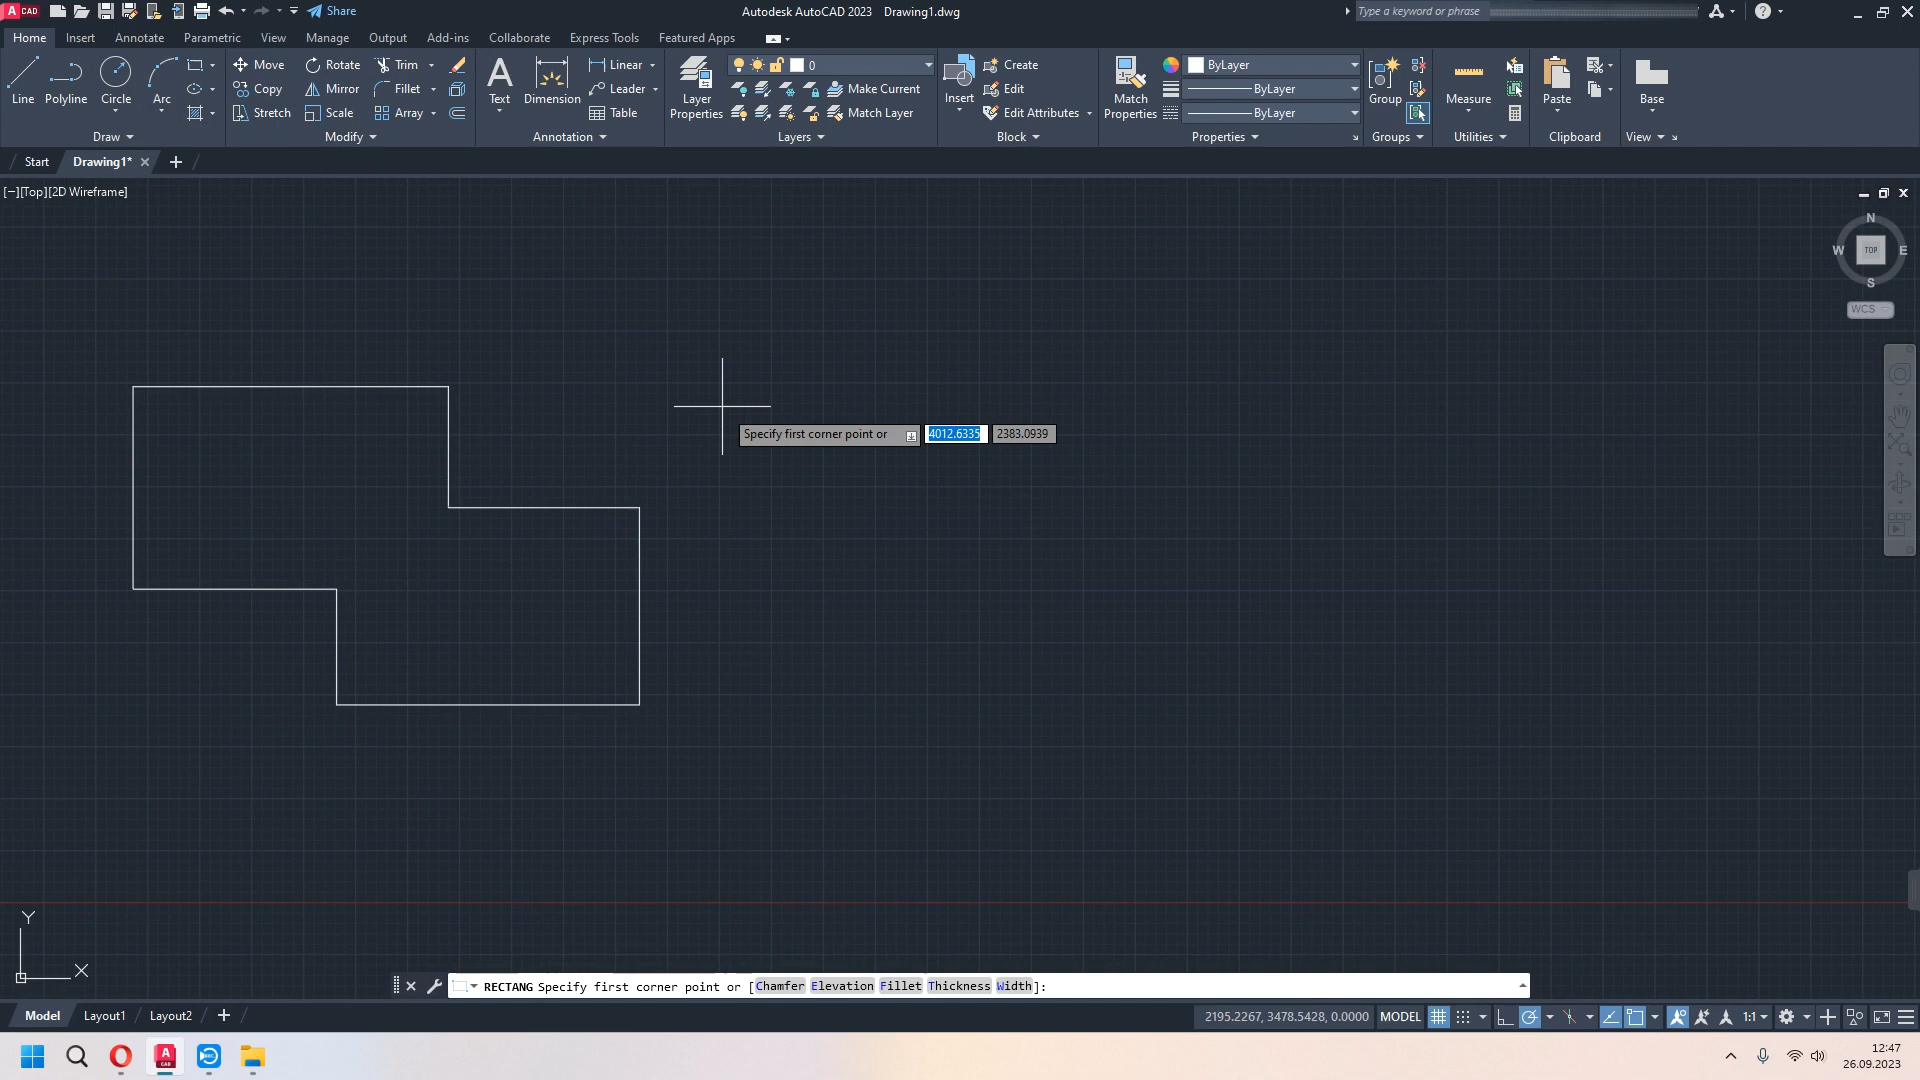 A CAD
Share
Autodesk AutoCAD 2023 Drawing1.dwg
Type a keyword or phrase
Home Insert Annotate Parametric View Manage Output Add-ins Collaborate Express Tools Featured Apps
Line Polyline Circle Arc
Move Rotate Trim
Copy Mirror Fillet
Stretch Scale Array
Text Dimension
Linear
Leader
Table
Layer Properties
0
Make Current
Match Layer
Insert
Create
Edit
Edit Attributes
Match Properties
ByLayer
ByLayer
ByLayer
Group
Measure
Paste
Base
Draw Modify Annotation Layers Block Properties Groups Utilities Clipboard View
Start Drawing1*
[−][Top][2D Wireframe]
N
W TOP E
S
WCS
Specify first corner point or 4012.6335 2383.0939
Y
X
RECTANG Specify first corner point or [Chamfer Elevation Fillet Thickness Width]:
Model Layout1 Layout2
2195.2267, 3478.5428, 0.0000 MODEL 1:1
A CAD
REC
12:47
26.09.2023